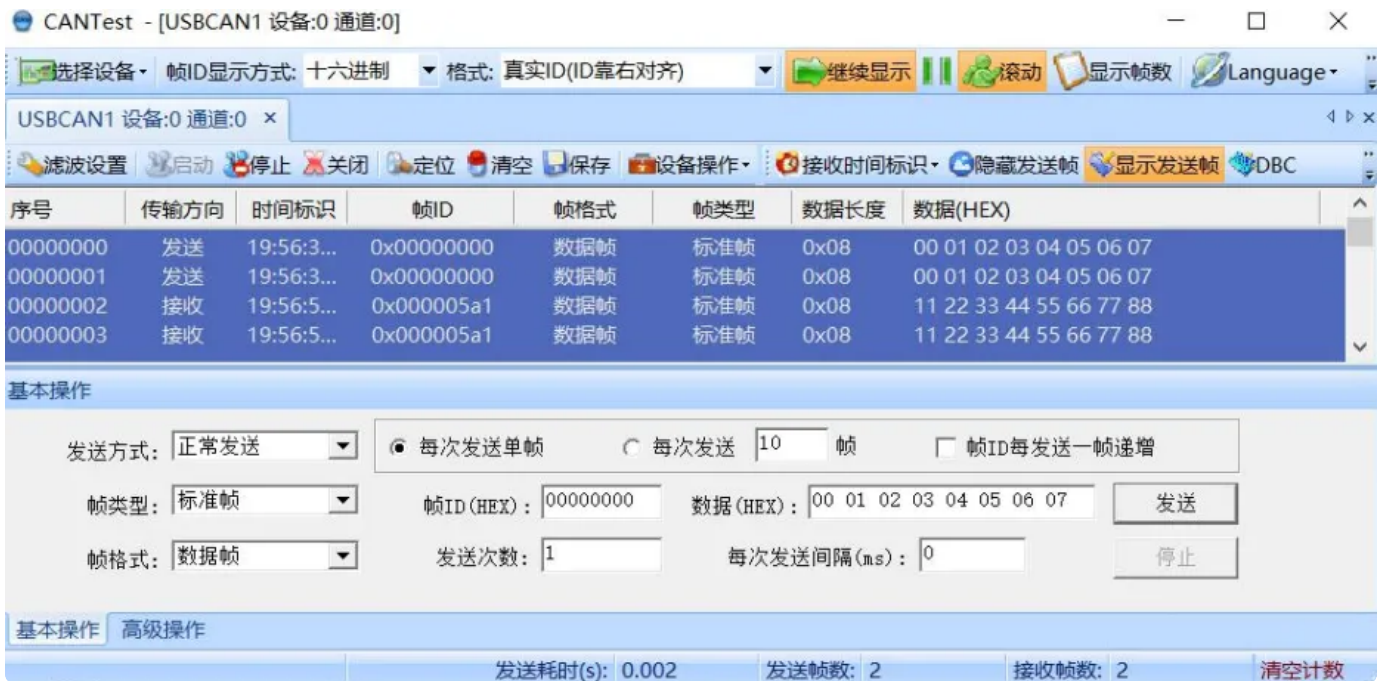 CANTest - [USBCAN1 设备:0 通道:0]
选择设备 帧ID显示方式: 十六进制 格式: 真实ID(ID靠右对齐) 继续显示 滚动 显示帧数 Language
USBCAN1 设备:0 通道:0 ×
滤波设置 启动 停止 关闭 定位 清空 保存 设备操作 接收时间标识 隐藏发送帧 显示发送帧 DBC
序号 传输方向 时间标识 帧ID 帧格式 帧类型 数据长度 数据(HEX)
00000000 发送 19:56:3... 0x00000000 数据帧 标准帧 0x08 00 01 02 03 04 05 06 07
00000001 发送 19:56:3... 0x00000000 数据帧 标准帧 0x08 00 01 02 03 04 05 06 07
00000002 接收 19:56:5... 0x000005a1 数据帧 标准帧 0x08 11 22 33 44 55 66 77 88
00000003 接收 19:56:5... 0x000005a1 数据帧 标准帧 0x08 11 22 33 44 55 66 77 88
基本操作
发送方式: 正常发送 每次发送单帧 每次发送 10 帧 帧ID每发送一帧递增
帧类型: 标准帧 帧ID(HEX): 00000000 数据(HEX): 00 01 02 03 04 05 06 07 发送
帧格式: 数据帧 发送次数: 1 每次发送间隔(ms): 0 停止
基本操作 高级操作
发送耗时(s): 0.002 发送帧数: 2 接收帧数: 2 清空计数